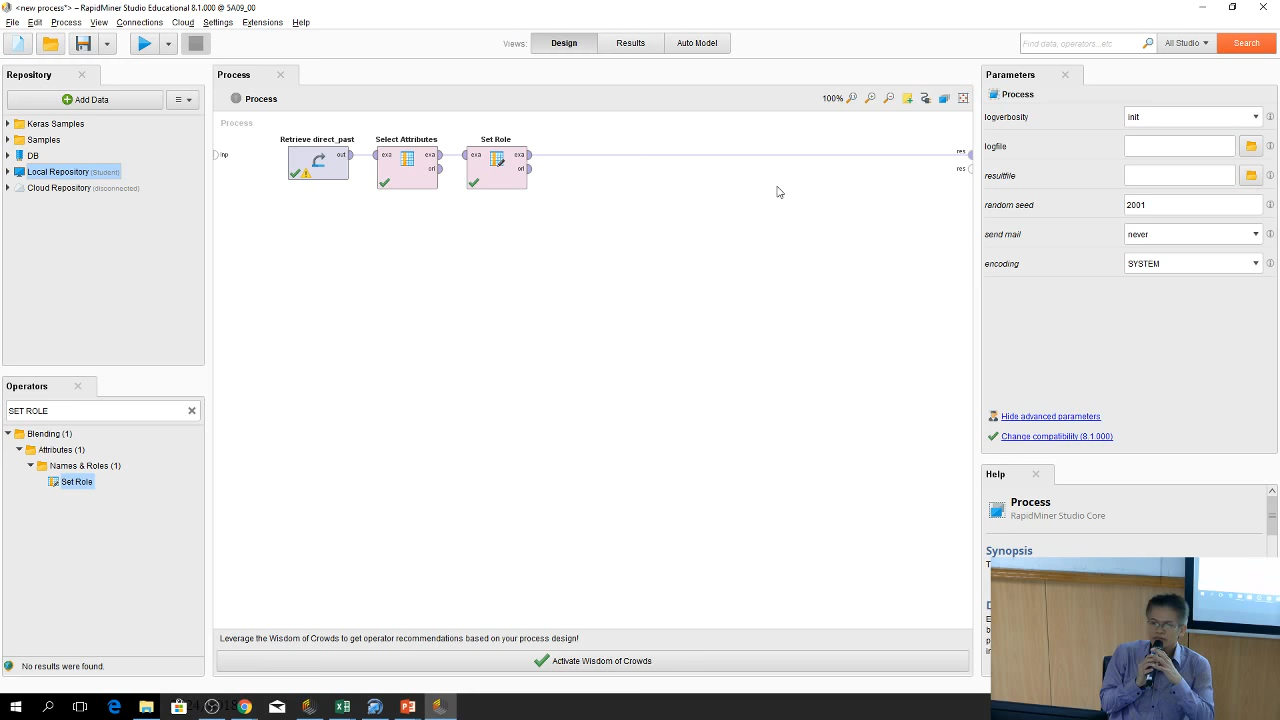 <new process*> – RapidMiner Studio Educational 8.1.000 @ 5A09_00
File Edit Process View Connections Cloud Settings Extensions Help
Views: Design Results Auto Model
Find data, operators...etc
All Studio
Search
Repository
Add Data
Keras Samples
Samples
DB
Local Repository (Student)
Cloud Repository (disconnected)
Operators
SET ROLE
Blending (1)
Attributes (1)
Names & Roles (1)
Set Role
No results were found.
Process
Process
100%
Process
Retrieve direct_past
Select Attributes
Set Role
inp
out
exa
exa
ori
exa
exa
ori
res
res
Leverage the Wisdom of Crowds to get operator recommendations based on your process design!
Activate Wisdom of Crowds
Parameters
Process
logverbosity
init
logfile
resultfile
random seed
2001
send mail
never
encoding
SYSTEM
Hide advanced parameters
Change compatibility (8.1.000)
Help
Process
RapidMiner Studio Core
Synopsis